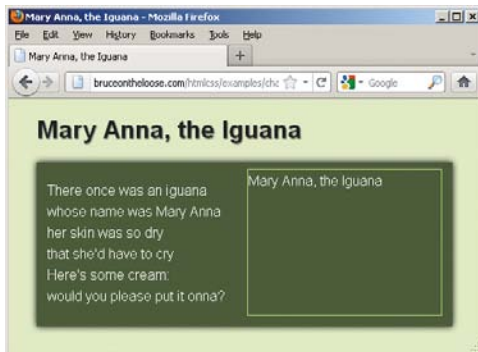 Mary Anna, the Iguana - Mozilla Firefox
File Edit View History Bookmarks Tools Help
Mary Anna, the Iguana
bruceontheloose.com/htmlcss/examples/cha
Google
Mary Anna, the Iguana
There once was an iguana
whose name was Mary Anna
her skin was so dry
that she'd have to cry
Here's some cream:
would you please put it onna?
Mary Anna, the Iguana